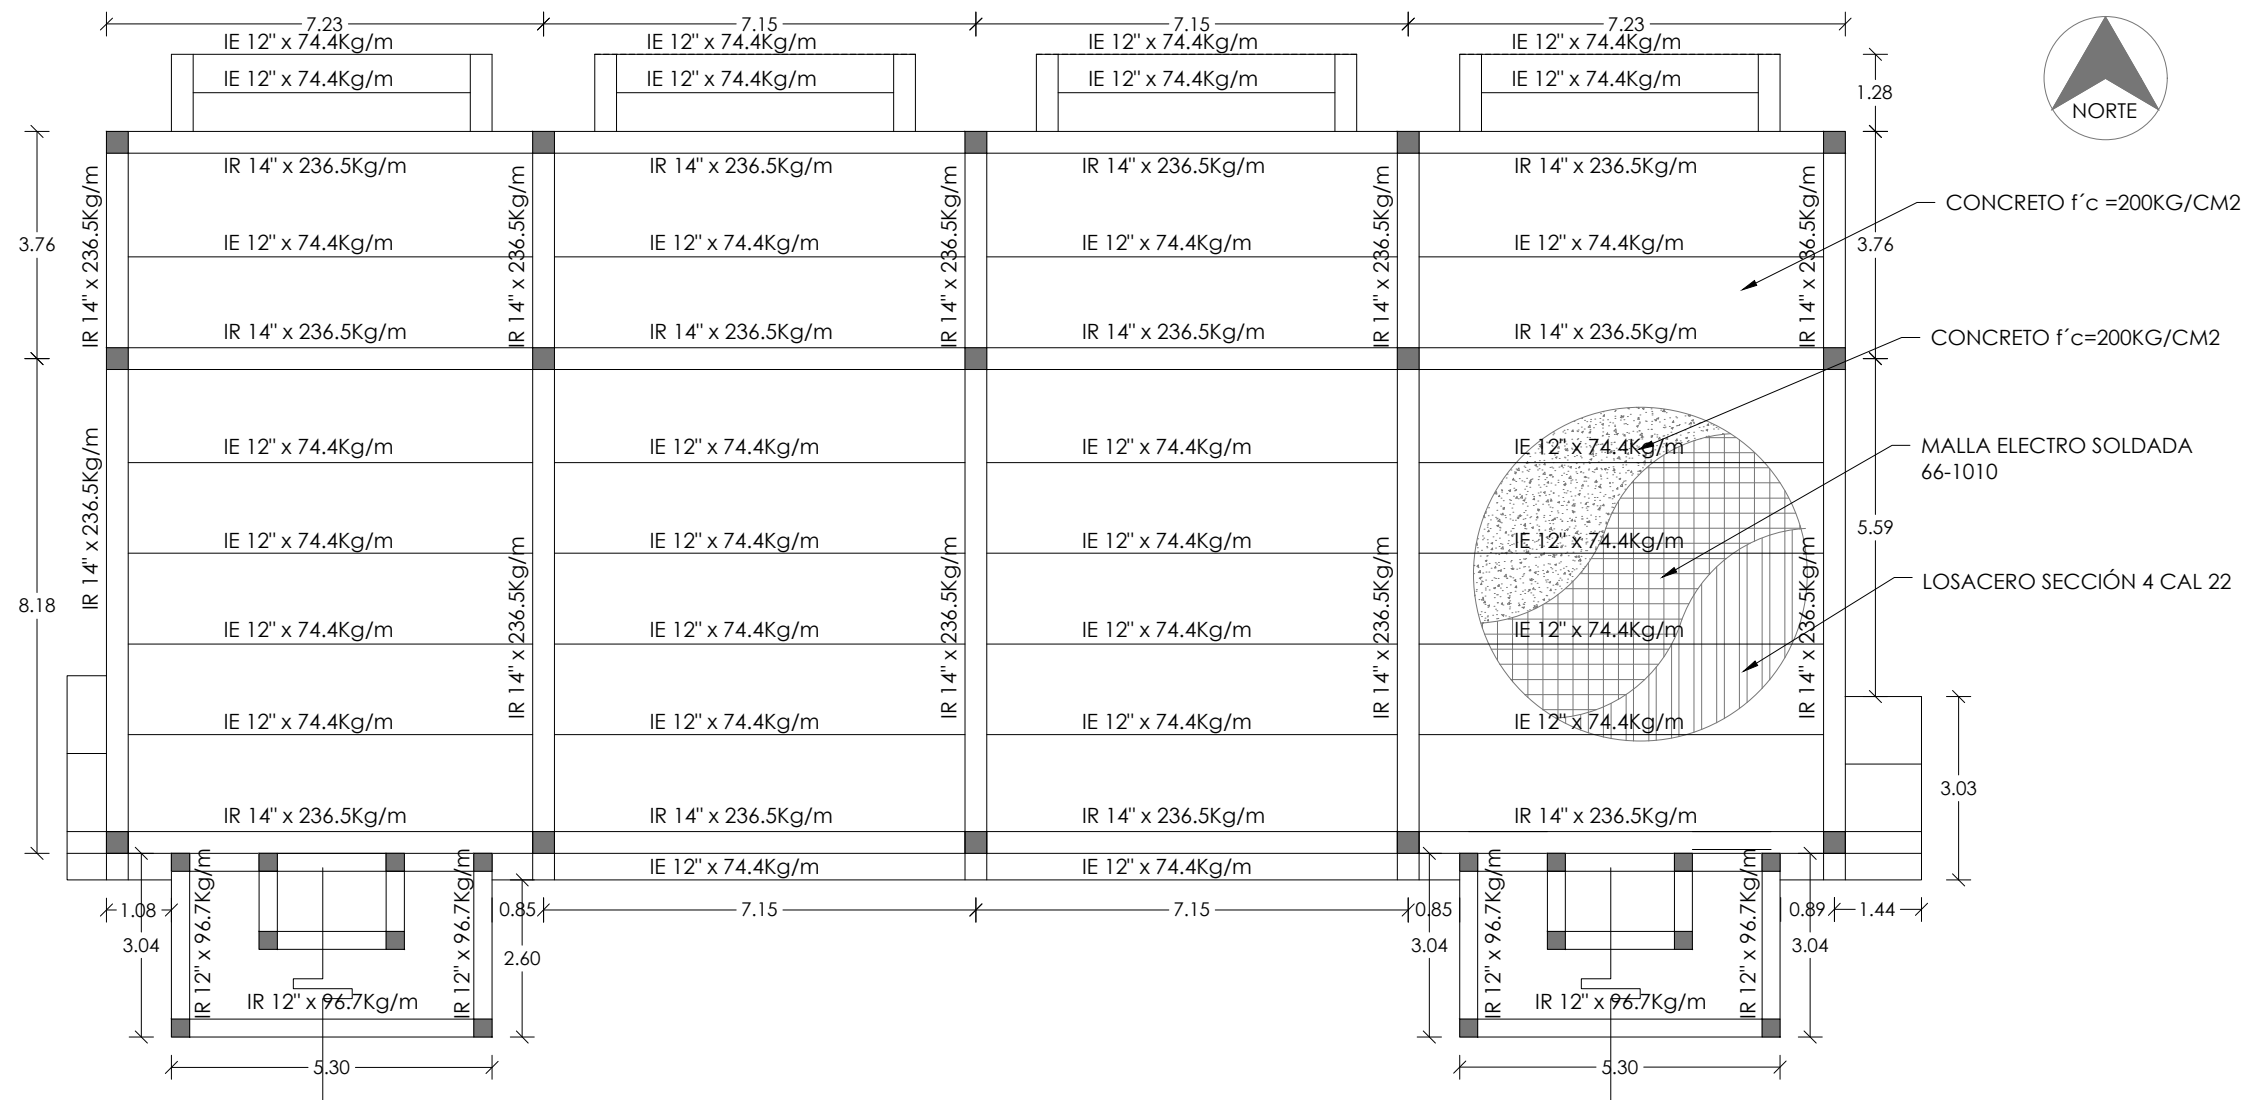 7.23 7.15 7.15 7.23
IE 12" x 74.4Kg/m IE 12" x 74.4Kg/m IE 12" x 74.4Kg/m IE 12" x 74.4Kg/m
IE 12" x 74.4Kg/m IE 12" x 74.4Kg/m IE 12" x 74.4Kg/m IE 12" x 74.4Kg/m
1.28
NORTE
IR 14" x 236.5Kg/m IR 14" x 236.5Kg/m IR 14" x 236.5Kg/m IR 14" x 236.5Kg/m
IR 14" x 236.5Kg/m
IR 14" x 236.5Kg/m
IR 14" x 236.5Kg/m
IR 14" x 236.5Kg/m
IR 14" x 236.5Kg/m
CONCRETO f´c =200KG/CM2
3.76
IE 12" x 74.4Kg/m IE 12" x 74.4Kg/m IE 12" x 74.4Kg/m IE 12" x 74.4Kg/m
3.76
IR 14" x 236.5Kg/m IR 14" x 236.5Kg/m IR 14" x 236.5Kg/m IR 14" x 236.5Kg/m
CONCRETO f´c=200KG/CM2
IE 12" x 74.4Kg/m IE 12" x 74.4Kg/m IE 12" x 74.4Kg/m IE 12" x 74.4Kg/m
MALLA ELECTRO SOLDADA
66-1010
IR 14" x 236.5Kg/m
IR 14" x 236.5Kg/m
IR 14" x 236.5Kg/m
IR 14" x 236.5Kg/m
IR 14" x 236.5Kg/m
5.59
IE 12" x 74.4Kg/m IE 12" x 74.4Kg/m IE 12" x 74.4Kg/m IE 12" x 74.4Kg/m
LOSACERO SECCIÓN 4 CAL 22
8.18
IE 12" x 74.4Kg/m IE 12" x 74.4Kg/m IE 12" x 74.4Kg/m IE 12" x 74.4Kg/m
IE 12" x 74.4Kg/m IE 12" x 74.4Kg/m IE 12" x 74.4Kg/m IE 12" x 74.4Kg/m
3.03
IR 14" x 236.5Kg/m IR 14" x 236.5Kg/m IR 14" x 236.5Kg/m IR 14" x 236.5Kg/m
IE 12" x 74.4Kg/m IE 12" x 74.4Kg/m
1.08 0.85 7.15 7.15 0.85 0.89 1.44
IR 12" x 96.7Kg/m
IR 12" x 96.7Kg/m
IR 12" x 96.7Kg/m
IR 12" x 96.7Kg/m
3.04 2.60 3.04 3.04
IR 12" x 96.7Kg/m IR 12" x 96.7Kg/m
5.30 5.30